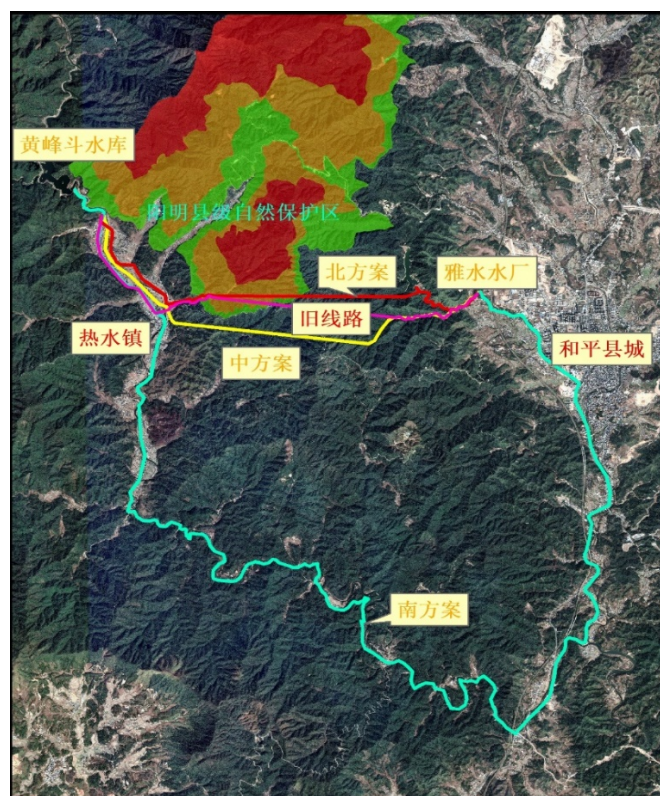 黄峰斗水库
阳明县级自然保护区
北方案
雅水水厂
旧线路
热水镇
和平县城
中方案
南方案